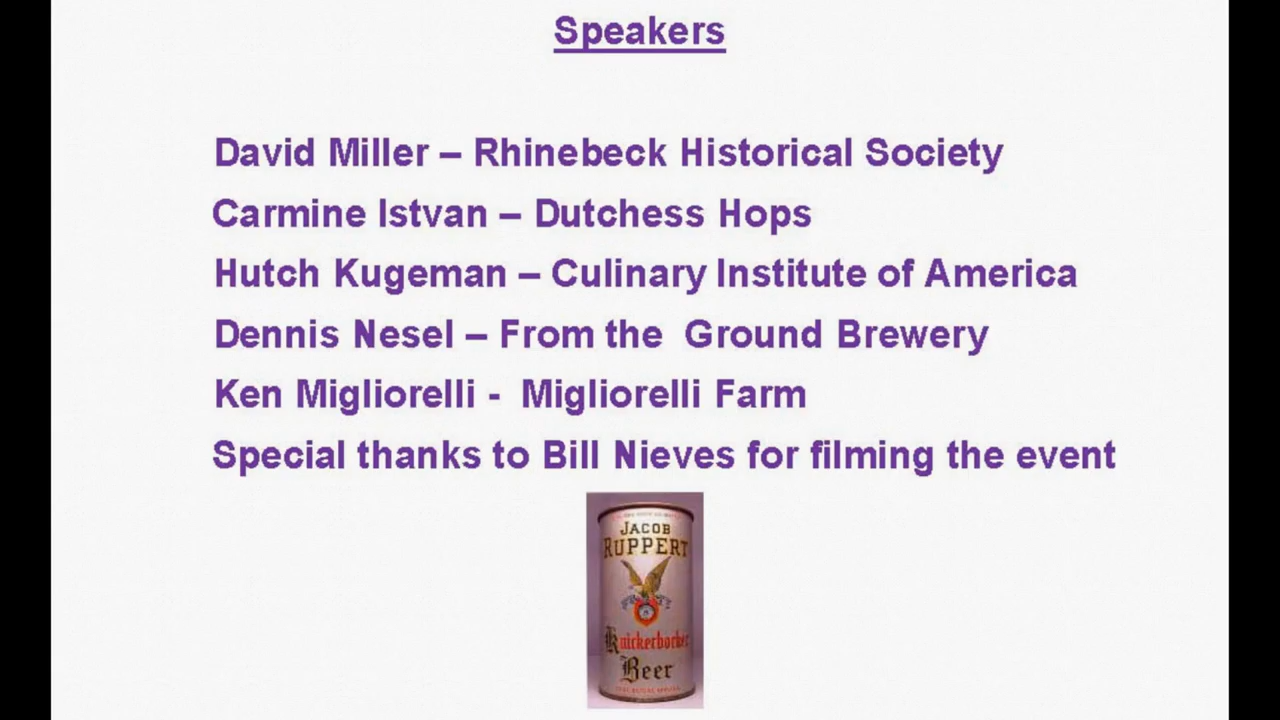 Speakers
David Miller – Rhinebeck Historical Society
Carmine Istvan – Dutchess Hops
Hutch Kugeman – Culinary Institute of America
Dennis Nesel – From the  Ground Brewery
Ken Migliorelli -  Migliorelli Farm
Special thanks to Bill Nieves for filming the event
JACOB
RUPPERT
Knickerbocker
Beer